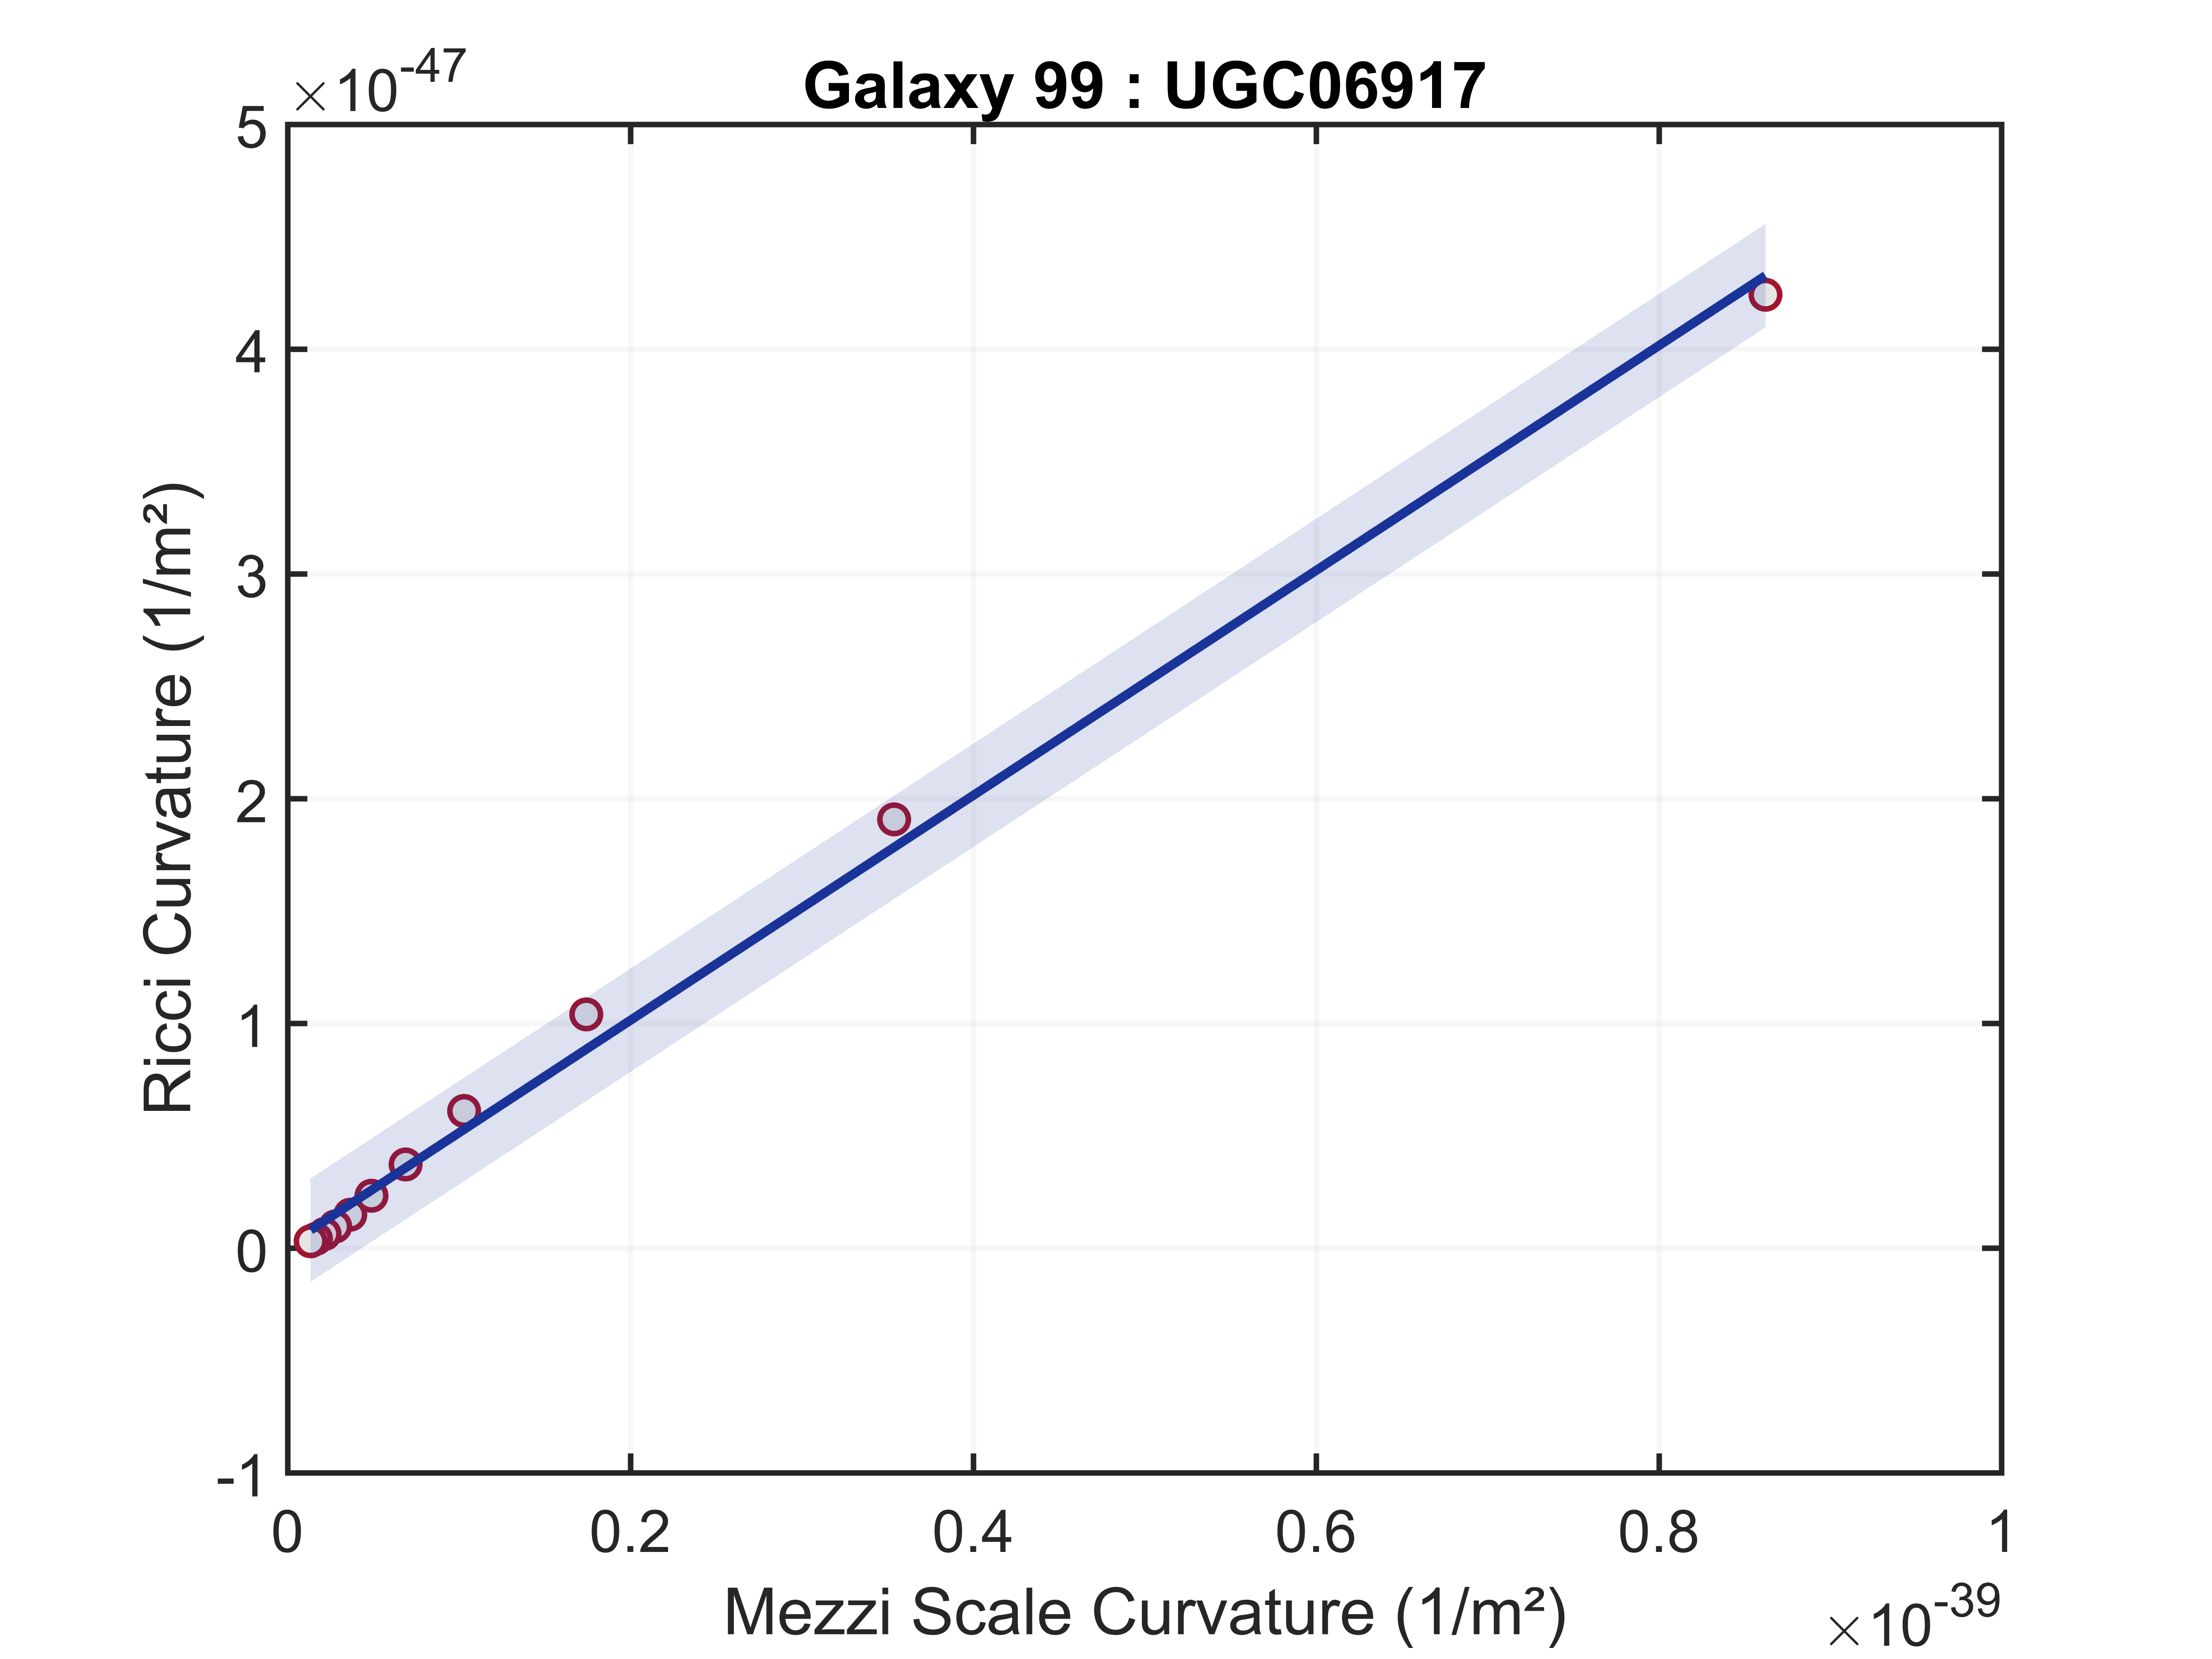 ×10-47
Galaxy 99 : UGC06917
5
4
3
2
1
0
-1
Ricci Curvature (1/m²)
0 0.2 0.4 0.6 0.8 1
Mezzi Scale Curvature (1/m²)
×10-39